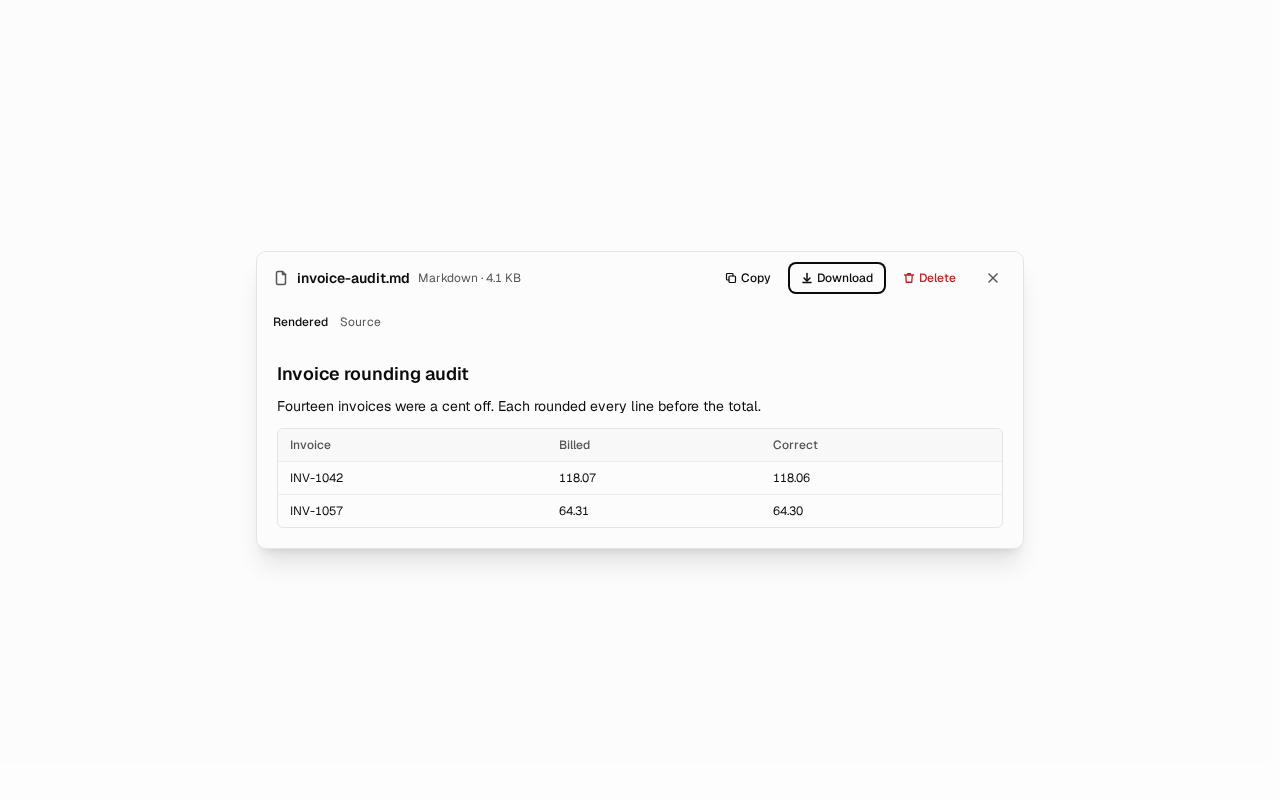 invoice-audit.md Markdown · 4.1 KB Copy Download Delete
Rendered Source
Invoice rounding audit
Fourteen invoices were a cent off. Each rounded every line before the total.
Invoice Billed Correct
INV-1042 118.07 118.06
INV-1057 64.31 64.30